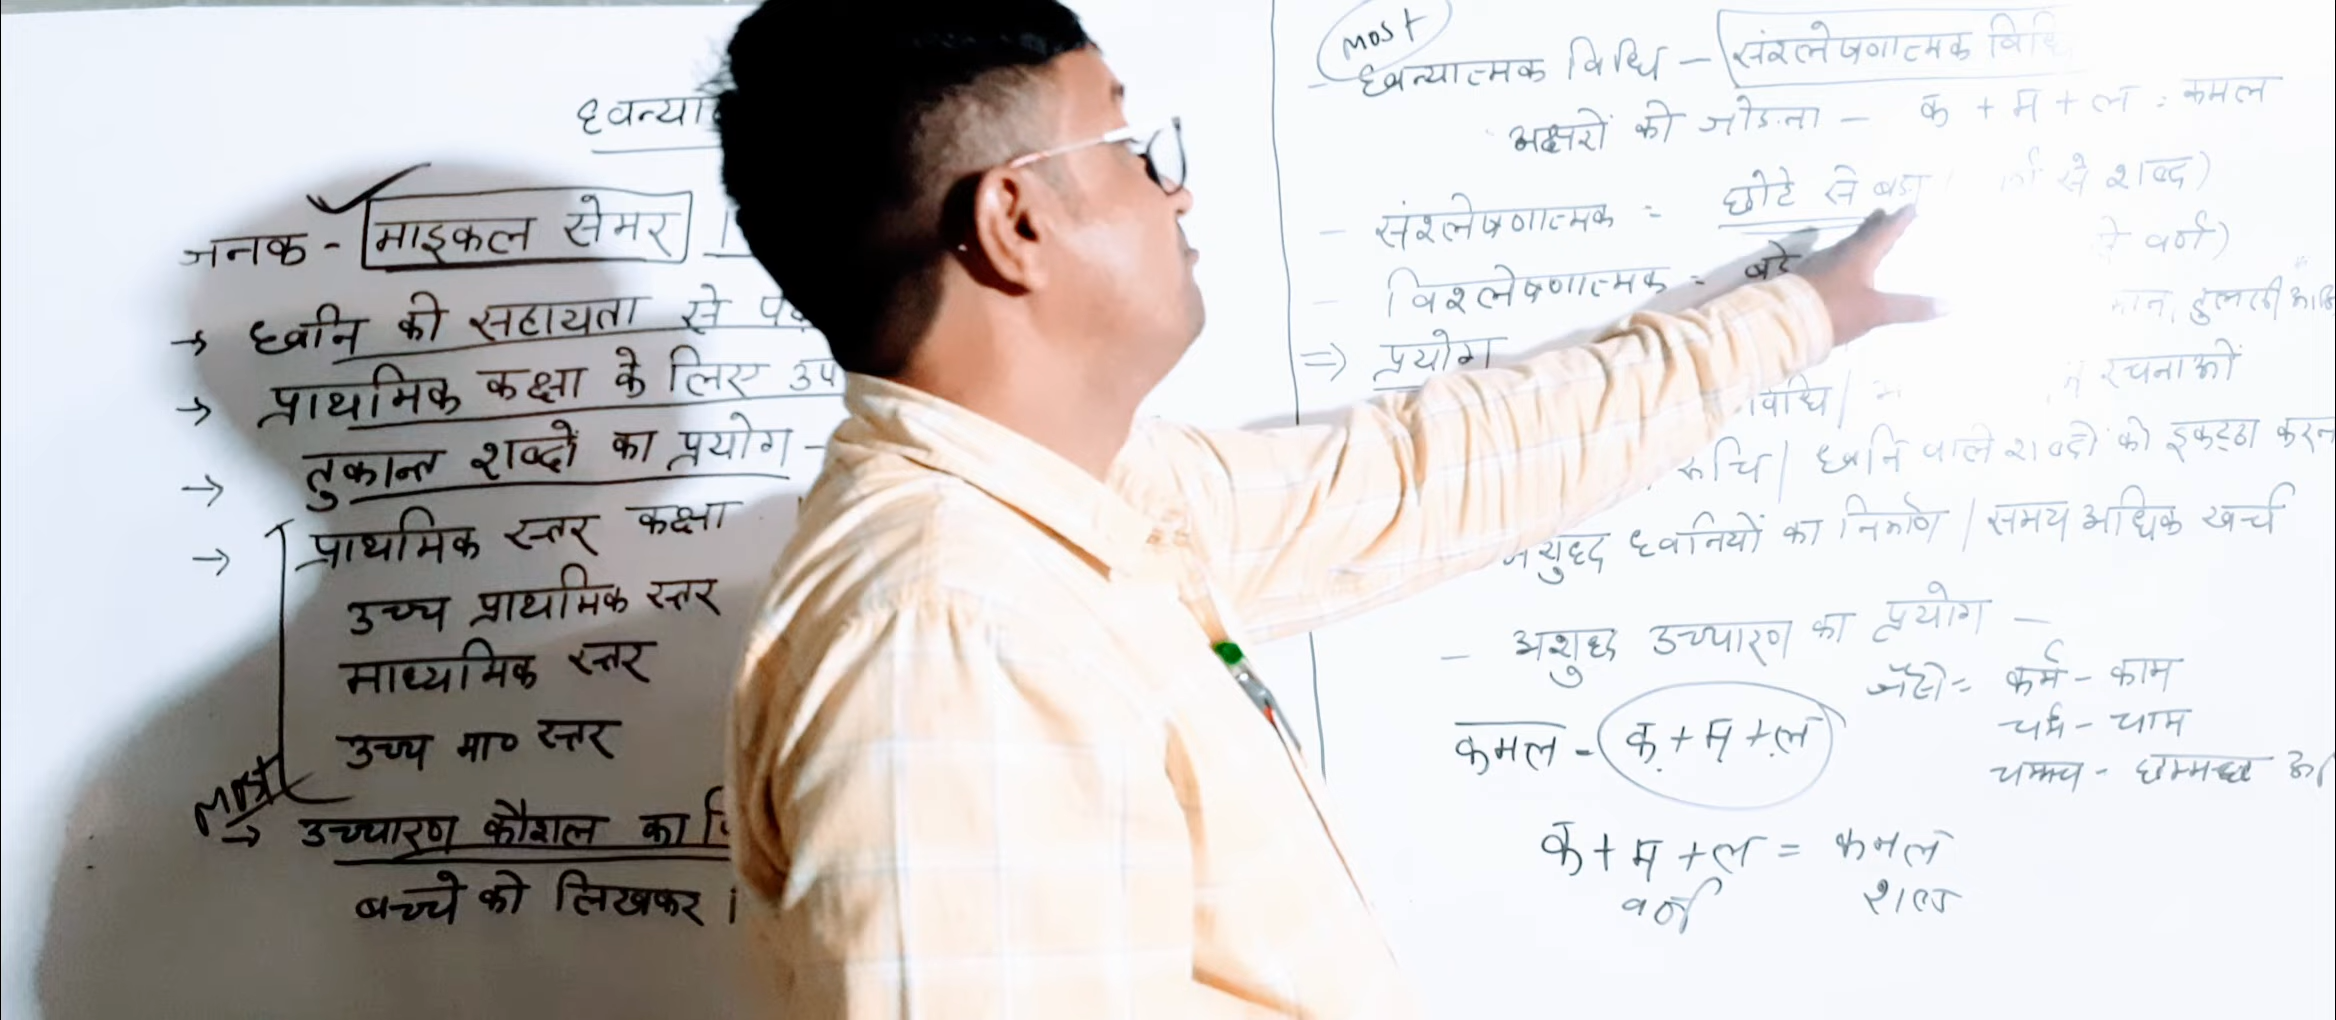 ध्वन्या
जनक - माइकल सेमर
→ ध्वनि की सहायता से
→ प्राथमिक कक्षा के लिए उप
→ तुकान्त शब्दों का प्रयोग -
→ प्राथमिक स्तर कक्षा
उच्च प्राथमिक स्तर
माध्यमिक स्तर
उच्च मा० स्तर
Most
→ उच्चारण कौशल का
बच्चे को लिखकर
Most
- ध्वन्यात्मक विधि - संश्लेषणात्मक विधि
अक्षरों को जोड़ना - क + म + ल = कमल
- संश्लेषणात्मक = छोटे से बड़ा से शब्द)
- विश्लेषणात्मक = बड़े वर्ण)
⇒ प्रयोग
विधि | रचनाओं
रुचि | ध्वनि वाले शब्दों को इकट्ठा करन
अशुद्ध ध्वनियों का निर्माण | समय अधिक खर्च
- अशुद्ध उच्चारण का प्रयोग -
जैसे = कर्म - काम
चर्म - चाम
कमल - क + म + ल
क + म + ल = कमल
वर्ण शब्द